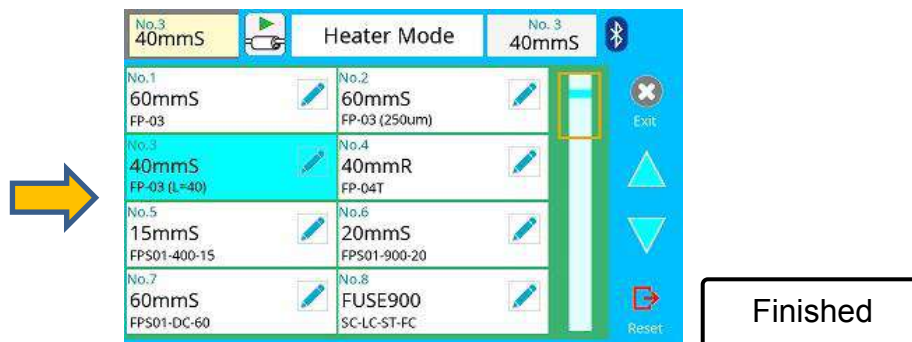 No.3
40mmS
Heater Mode
No. 3
40mmS
No.1
60mmS
FP-03
No.2
60mmS
FP-03 (250um)
No.3
40mmS
FP-03 (L=40)
No.4
40mmR
FP-04T
No.5
15mmS
FPS01-400-15
No.6
20mmS
FPS01-900-20
No.7
60mmS
FPS01-DC-60
No.8
FUSE900
SC-LC-ST-FC
Exit
Reset
Finished